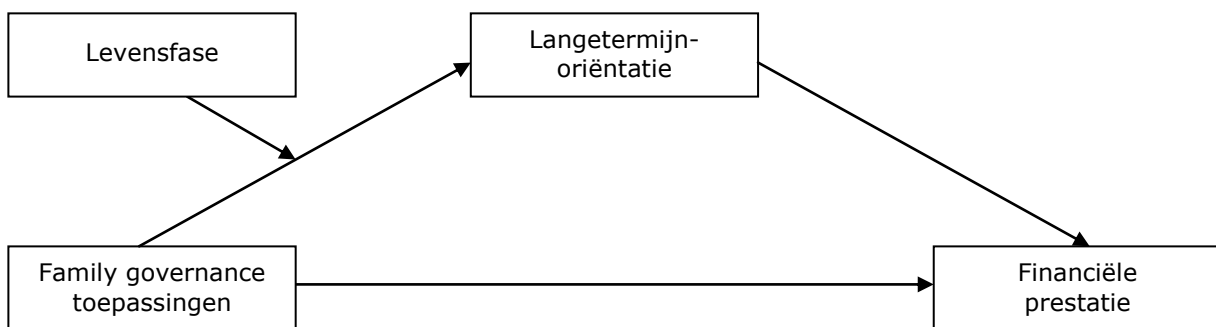 Levensfase
Langetermijn-
oriëntatie
Family governance
toepassingen
Financiële
prestatie